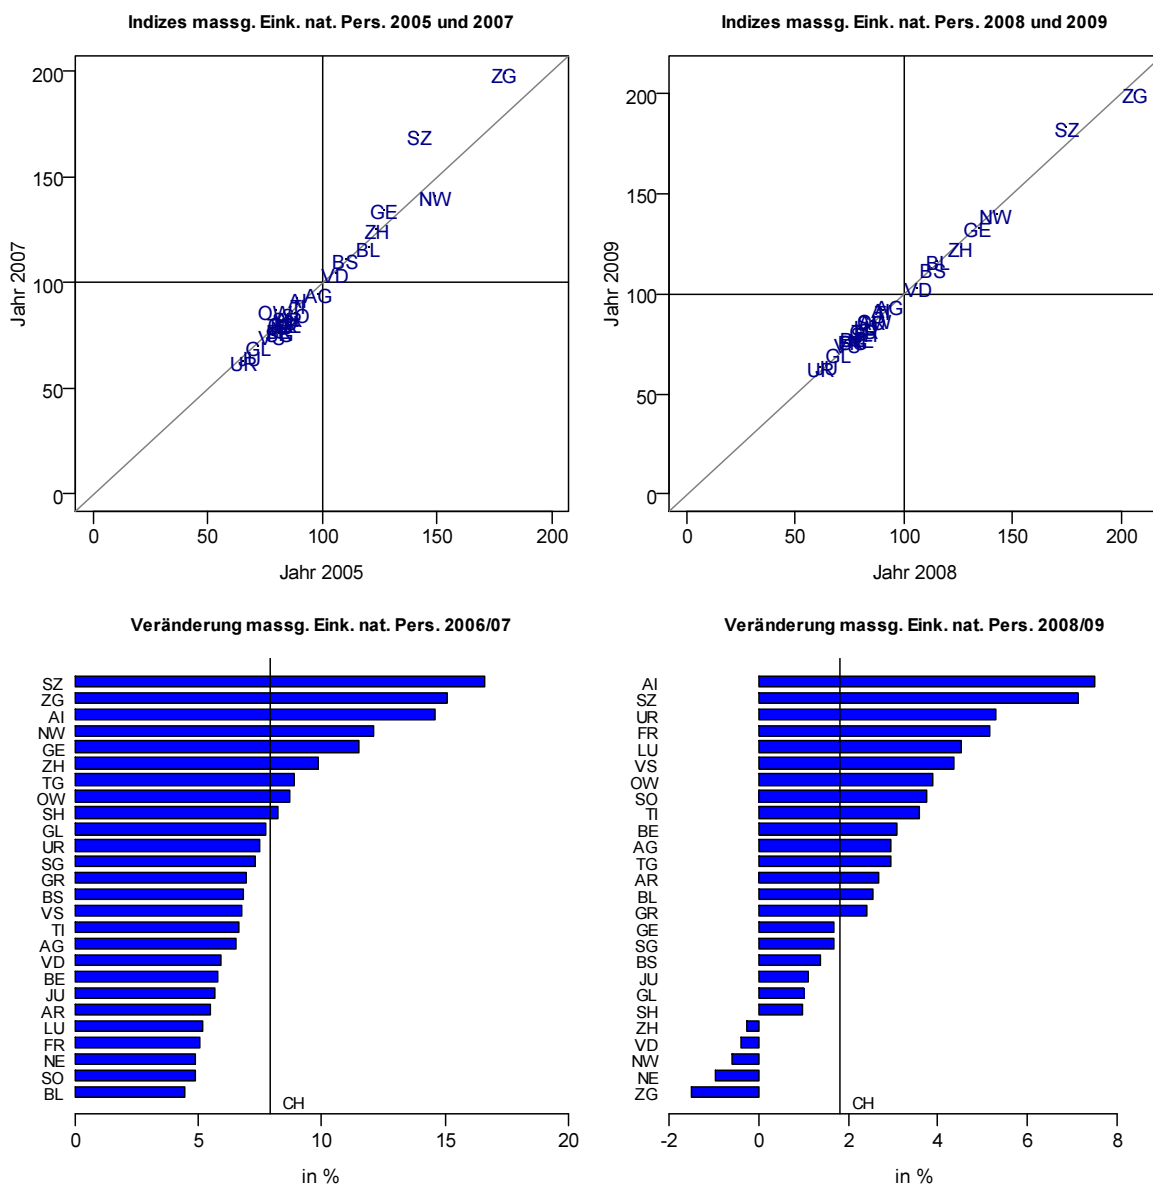 Indizes massg. Eink. nat. Pers. 2005 und 2007
Jahr 2007
200
150
100
50
0
ZG
SZ
NW
GE
ZH
BL
BS
VD
AG
AI
OW
GL
JU
UR
0 50 100 150 200
Jahr 2005
Indizes massg. Eink. nat. Pers. 2008 und 2009
Jahr 2009
200
150
100
50
0
ZG
SZ
NW
GE
ZH
BL
BS
VD
AG
GL
JU
UR
0 50 100 150 200
Jahr 2008
Veränderung massg. Eink. nat. Pers. 2006/07
SZ
ZG
AI
NW
GE
ZH
TG
OW
SH
GL
UR
SG
GR
BS
VS
TI
AG
VD
BE
JU
AR
LU
FR
NE
SO
BL
CH
0 5 10 15 20
in %
Veränderung massg. Eink. nat. Pers. 2008/09
AI
SZ
UR
FR
LU
VS
OW
SO
TI
BE
AG
TG
AR
BL
GR
GE
SG
BS
JU
GL
SH
ZH
VD
NW
NE
ZG
CH
-2 0 2 4 6 8
in %